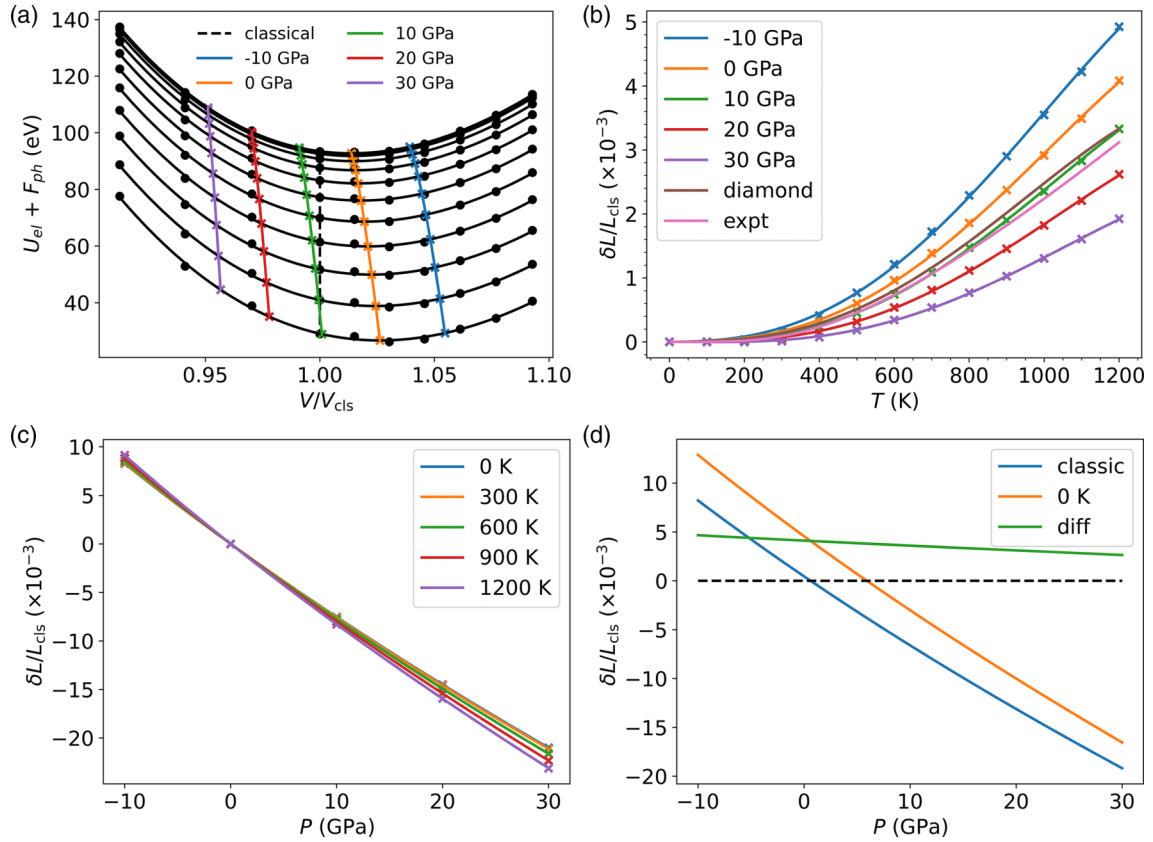 (a)
140
120
100
80
60
40
U_el + F_ph (eV)
classical
-10 GPa
0 GPa
10 GPa
20 GPa
30 GPa
0.95 1.00 1.05 1.10
V/V_cls
(b)
5
4
3
2
1
0
δL/L_cls (×10⁻³)
-10 GPa
0 GPa
10 GPa
20 GPa
30 GPa
diamond
expt
0 200 400 600 800 1000 1200
T (K)
(c)
10
5
0
−5
−10
−15
−20
δL/L_cls (×10⁻³)
0 K
300 K
600 K
900 K
1200 K
−10 0 10 20 30
P (GPa)
(d)
10
5
0
−5
−10
−15
−20
δL/L_cls (×10⁻³)
classic
0 K
diff
−10 0 10 20 30
P (GPa)